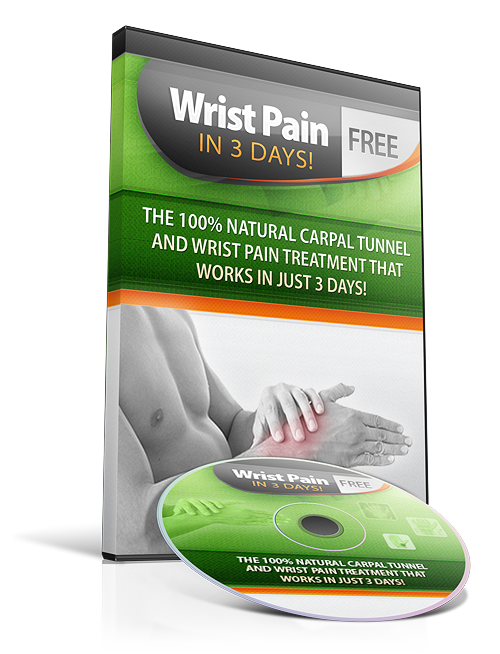 Wrist Pain
FREE
IN 3 DAYS!
THE 100% NATURAL CARPAL TUNNEL
AND WRIST PAIN TREATMENT THAT
WORKS IN JUST 3 DAYS!
Wrist Pain
FREE
IN 3 DAYS!
THE 100% NATURAL CARPAL TUNNEL
AND WRIST PAIN TREATMENT THAT
WORKS IN JUST 3 DAYS!